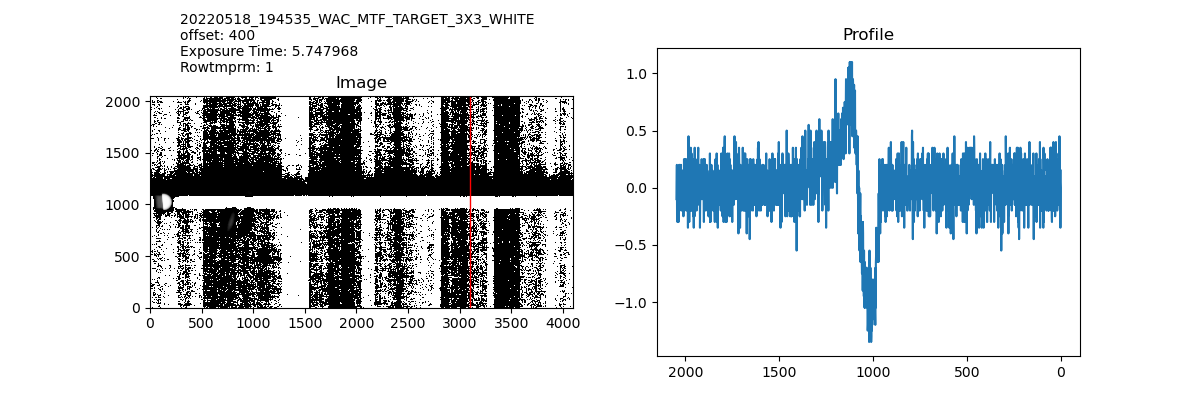 20220518_194535_WAC_MTF_TARGET_3X3_WHITE
offset: 400
Exposure Time: 5.747968
Rowtmprm: 1
Image
2000
1500
1000
500
0
0 500 1000 1500 2000 2500 3000 3500 4000
Profile
1.0
0.5
0.0
−0.5
−1.0
2000 1500 1000 500 0